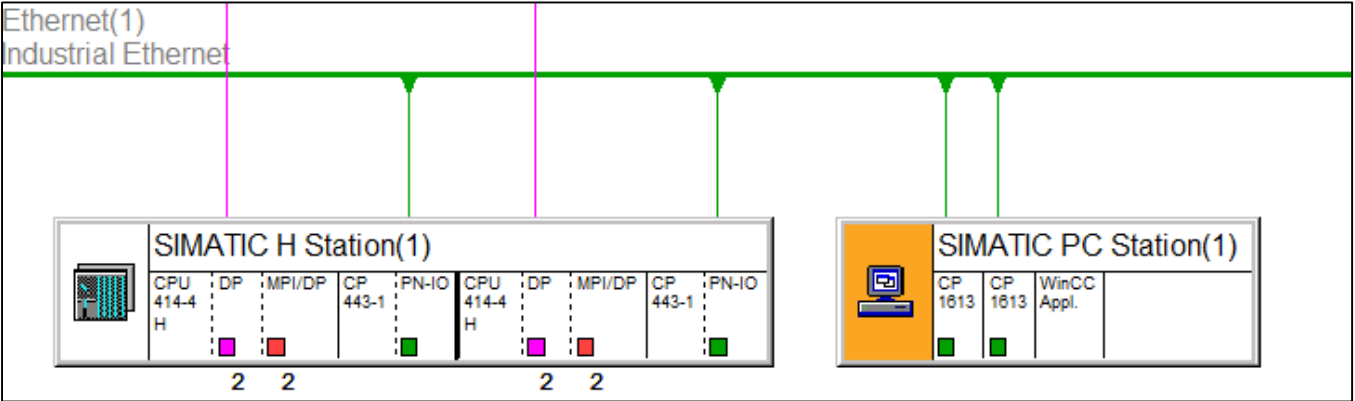 Ethernet(1)
Industrial Ethernet
SIMATIC H Station(1)
CPU 414-4 H
DP
MPI/DP
CP 443-1
PN-IO
CPU 414-4 H
DP
MPI/DP
CP 443-1
PN-IO
2 2 2 2
SIMATIC PC Station(1)
CP 1613
CP 1613
WinCC Appl.